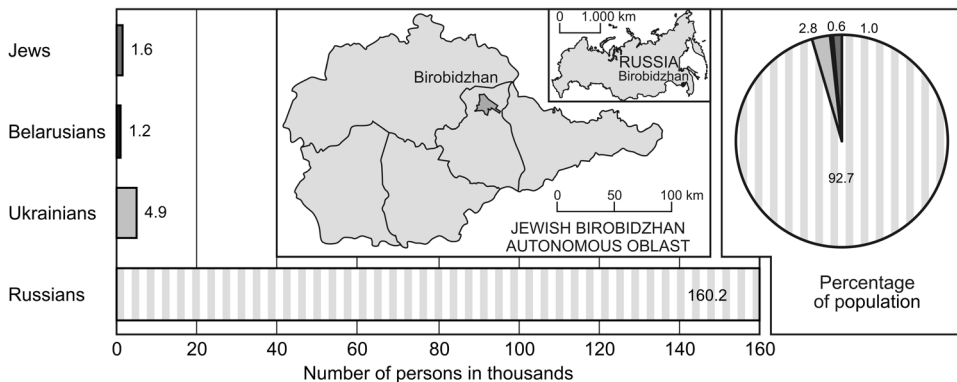 Jews
1.6
Belarusians
1.2
Ukrainians
4.9
Russians
160.2
0 20 40 60 80 100 120 140 160
Number of persons in thousands
Birobidzhan
0 1.000 km
RUSSIA
Birobidzhan
0 50 100 km
JEWISH BIROBIDZHAN
AUTONOMOUS OBLAST
2.8 0.6 1.0
92.7
Percentage
of population